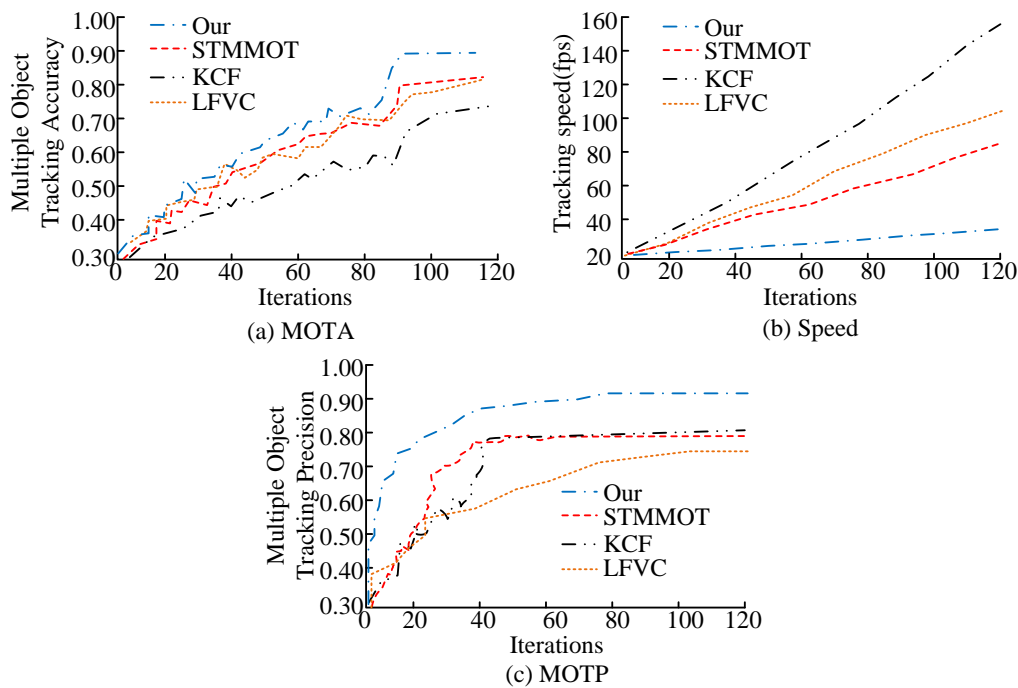 Multiple Object
Tracking Accuracy
1.00
0.90
0.80
0.70
0.60
0.50
0.40
0.30
Our
STMMOT
KCF
LFVC
0 20 40 60 80 100 120
Iterations
(a) MOTA
Tracking speed(fps)
160
140
120
100
80
60
40
20
Our
STMMOT
KCF
LFVC
0 20 40 60 80 100 120
Iterations
(b) Speed
Multiple Object
Tracking Precision
1.00
0.90
0.80
0.70
0.60
0.50
0.40
0.30
Our
STMMOT
KCF
LFVC
0 20 40 60 80 100 120
Iterations
(c) MOTP